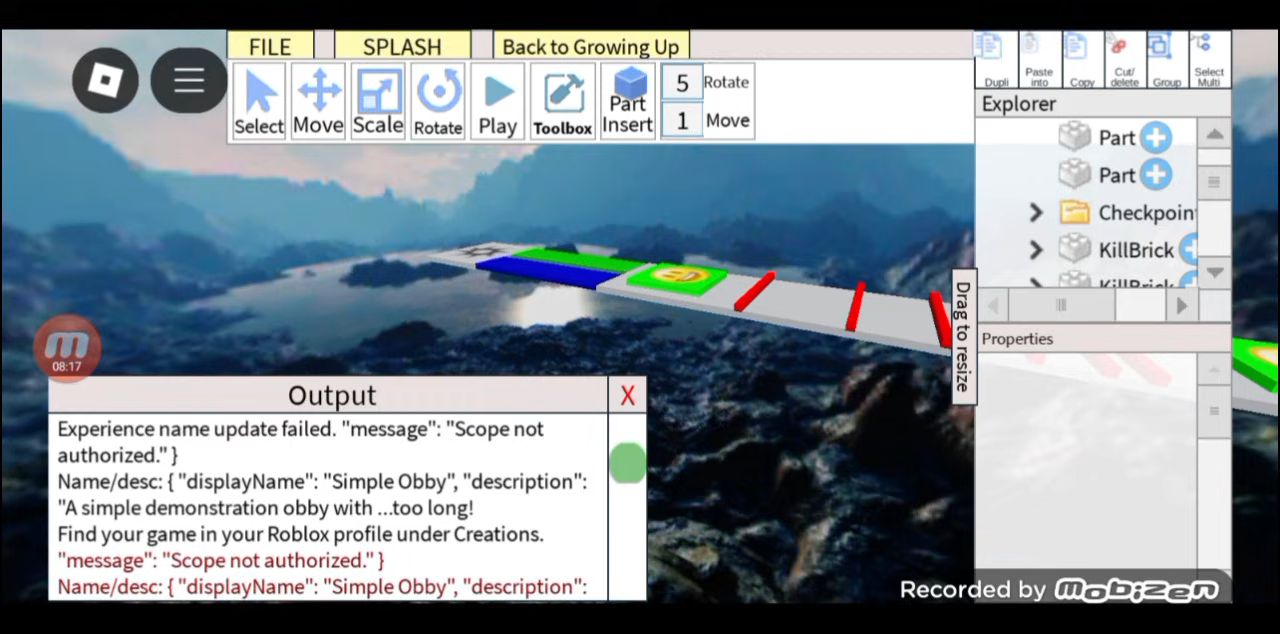 FILE
SPLASH
Back to Growing Up
Select
Move
Scale
Rotate
Play
Toolbox
Part
Insert
5 Rotate
1 Move
Dupli
Paste
into
Copy
Cut/
delete
Group
Select
Multi
Explorer
Part
Part
Checkpoin
KillBrick
KillBrick
Drag to resize
Properties
08:17
Output
X
Experience name update failed. "message": "Scope not
authorized." }
Name/desc: { "displayName": "Simple Obby", "description":
"A simple demonstration obby with ...too long!
Find your game in your Roblox profile under Creations.
"message": "Scope not authorized." }
Name/desc: { "displayName": "Simple Obby", "description":
Recorded by MOBIZEN